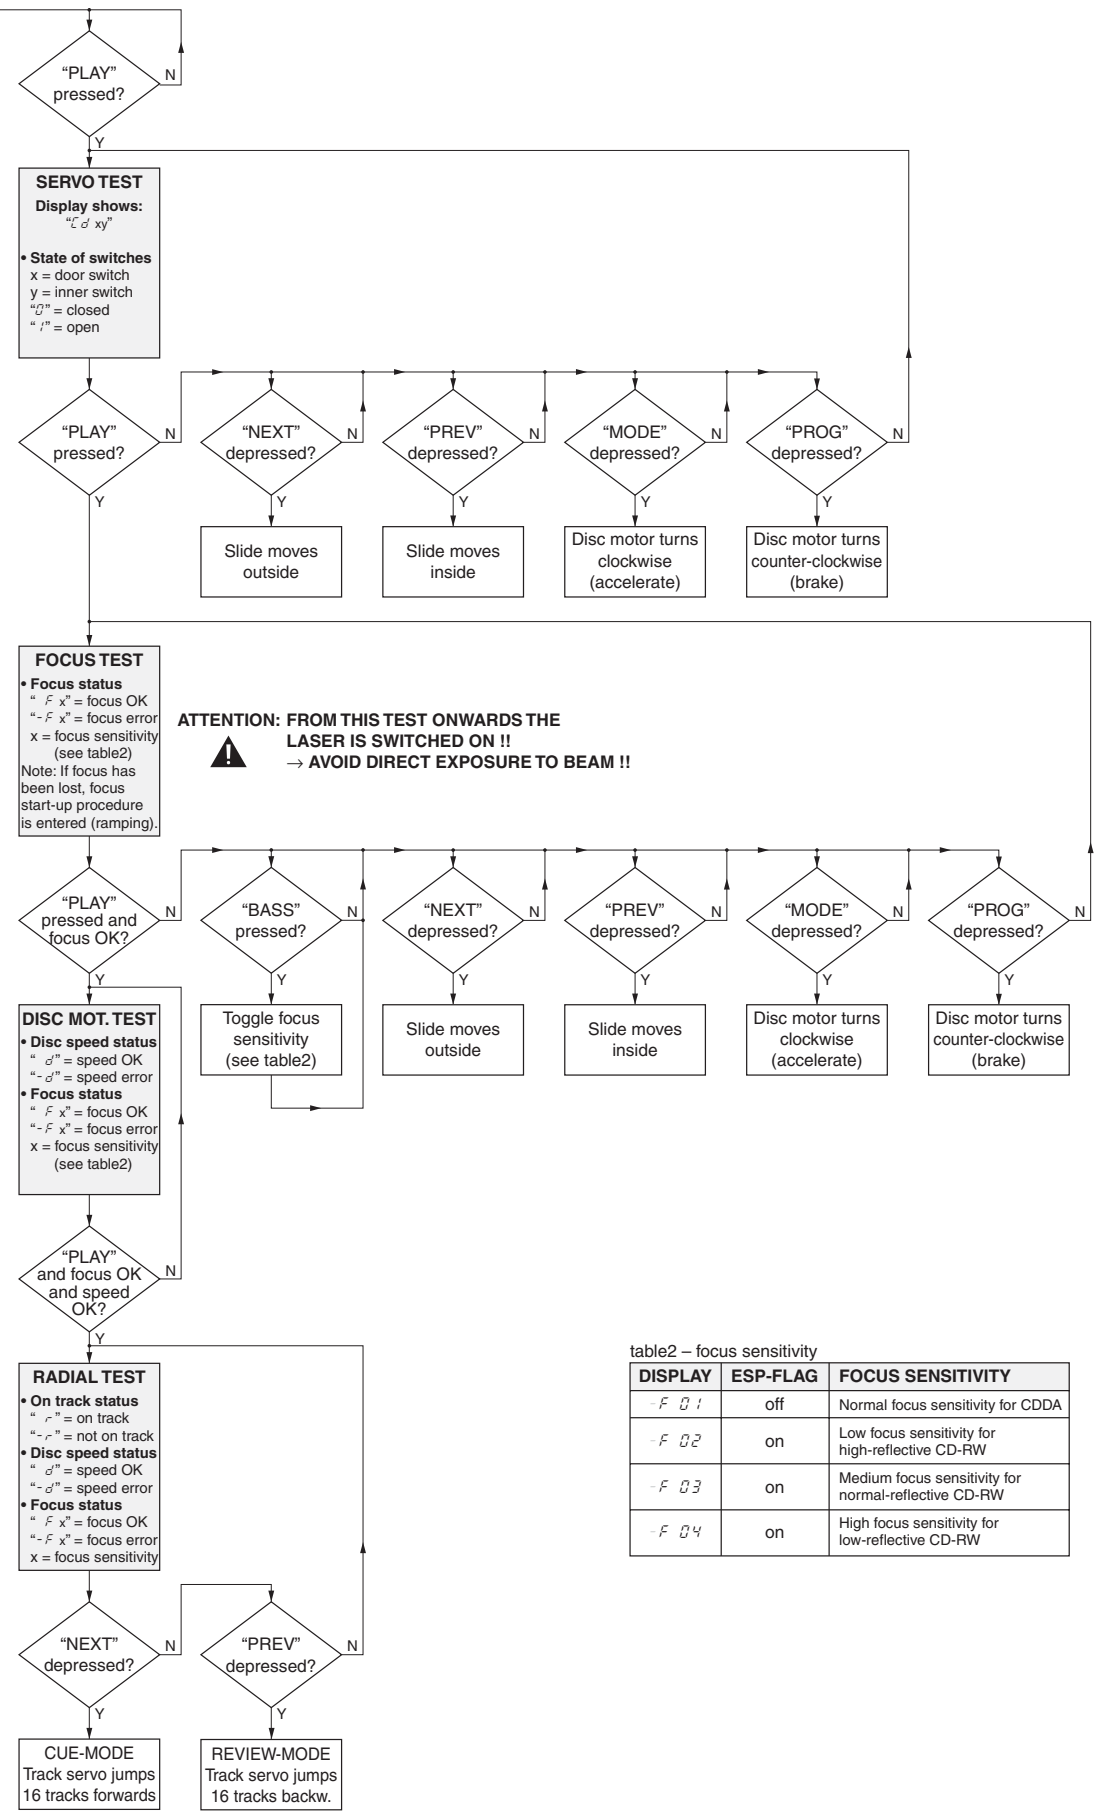 “PLAY”
pressed?
N
Y
SERVO TEST
Display shows:
“Cd xy”
• State of switches
x = door switch
y = inner switch
“0” = closed
“1” = open
“PLAY”
pressed?
N
Y
“NEXT”
depressed?
N
Y
“PREV”
depressed?
N
Y
“MODE”
depressed?
N
Y
“PROG”
depressed?
N
Y
Slide moves
outside
Slide moves
inside
Disc motor turns
clockwise
(accelerate)
Disc motor turns
counter-clockwise
(brake)
FOCUS TEST
• Focus status
“ F x” = focus OK
“-F x” = focus error
x = focus sensitivity
(see table2)
Note: If focus has
been lost, focus
start-up procedure
is entered (ramping).
ATTENTION: FROM THIS TEST ONWARDS THE
LASER IS SWITCHED ON !!
→ AVOID DIRECT EXPOSURE TO BEAM !!
“PLAY”
pressed and
focus OK?
N
Y
“BASS”
pressed?
N
Y
“NEXT”
depressed?
N
Y
“PREV”
depressed?
N
Y
“MODE”
depressed?
N
Y
“PROG”
depressed?
N
Y
Toggle focus
sensitivity
(see table2)
Slide moves
outside
Slide moves
inside
Disc motor turns
clockwise
(accelerate)
Disc motor turns
counter-clockwise
(brake)
DISC MOT. TEST
• Disc speed status
“ d” = speed OK
“-d” = speed error
• Focus status
“ F x” = focus OK
“-F x” = focus error
x = focus sensitivity
(see table2)
“PLAY”
and focus OK
and speed
OK?
N
Y
RADIAL TEST
• On track status
“ r” = on track
“-r” = not on track
• Disc speed status
“ d” = speed OK
“-d” = speed error
• Focus status
“ F x” = focus OK
“-F x” = focus error
x = focus sensitivity
“NEXT”
depressed?
N
Y
“PREV”
depressed?
N
Y
CUE-MODE
Track servo jumps
16 tracks forwards
REVIEW-MODE
Track servo jumps
16 tracks backw.
table2 – focus sensitivity
DISPLAY ESP-FLAG FOCUS SENSITIVITY
-F 01 off Normal focus sensitivity for CDDA
-F 02 on Low focus sensitivity for
high-reflective CD-RW
-F 03 on Medium focus sensitivity for
normal-reflective CD-RW
-F 04 on High focus sensitivity for
low-reflective CD-RW